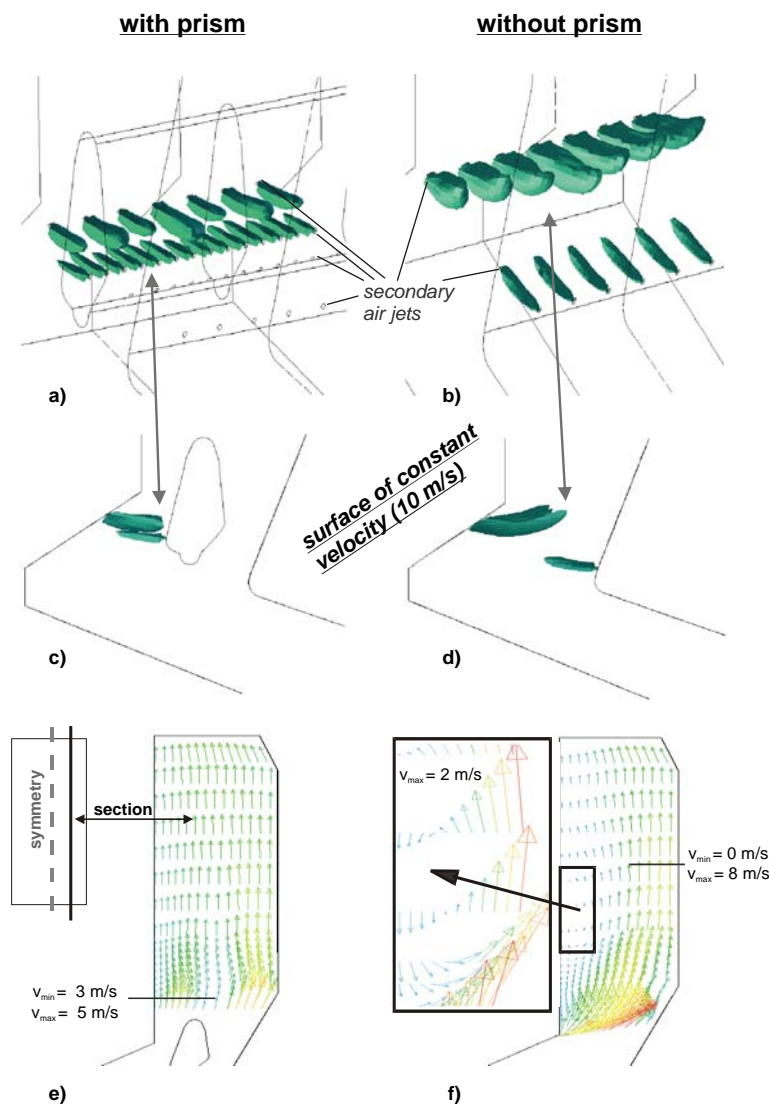 with prism
without prism
secondary
air jets
a)
b)
surface of constant
velocity (10 m/s)
c)
d)
symmetry
section
vmin = 3 m/s
vmax = 5 m/s
e)
vmax = 2 m/s
vmin = 0 m/s
vmax = 8 m/s
f)